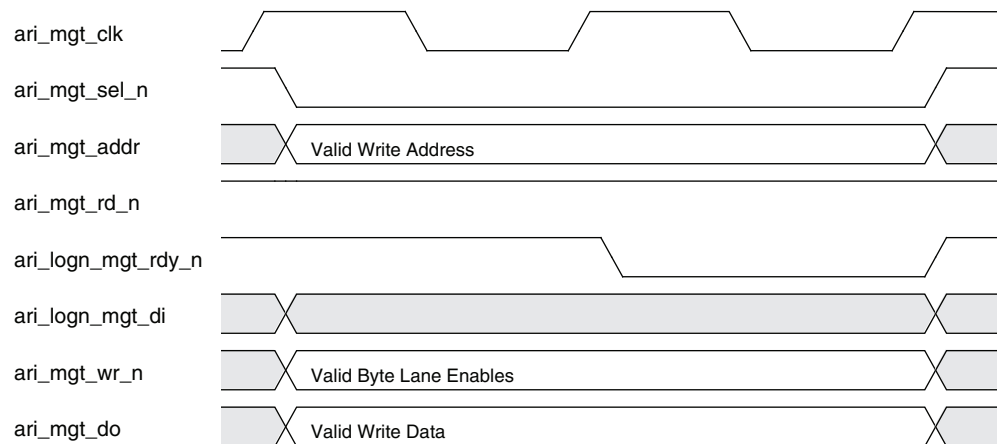 ari_mgt_clk
ari_mgt_sel_n
ari_mgt_addr Valid Write Address
ari_mgt_rd_n
ari_logn_mgt_rdy_n
ari_logn_mgt_di
ari_mgt_wr_n Valid Byte Lane Enables
ari_mgt_do Valid Write Data